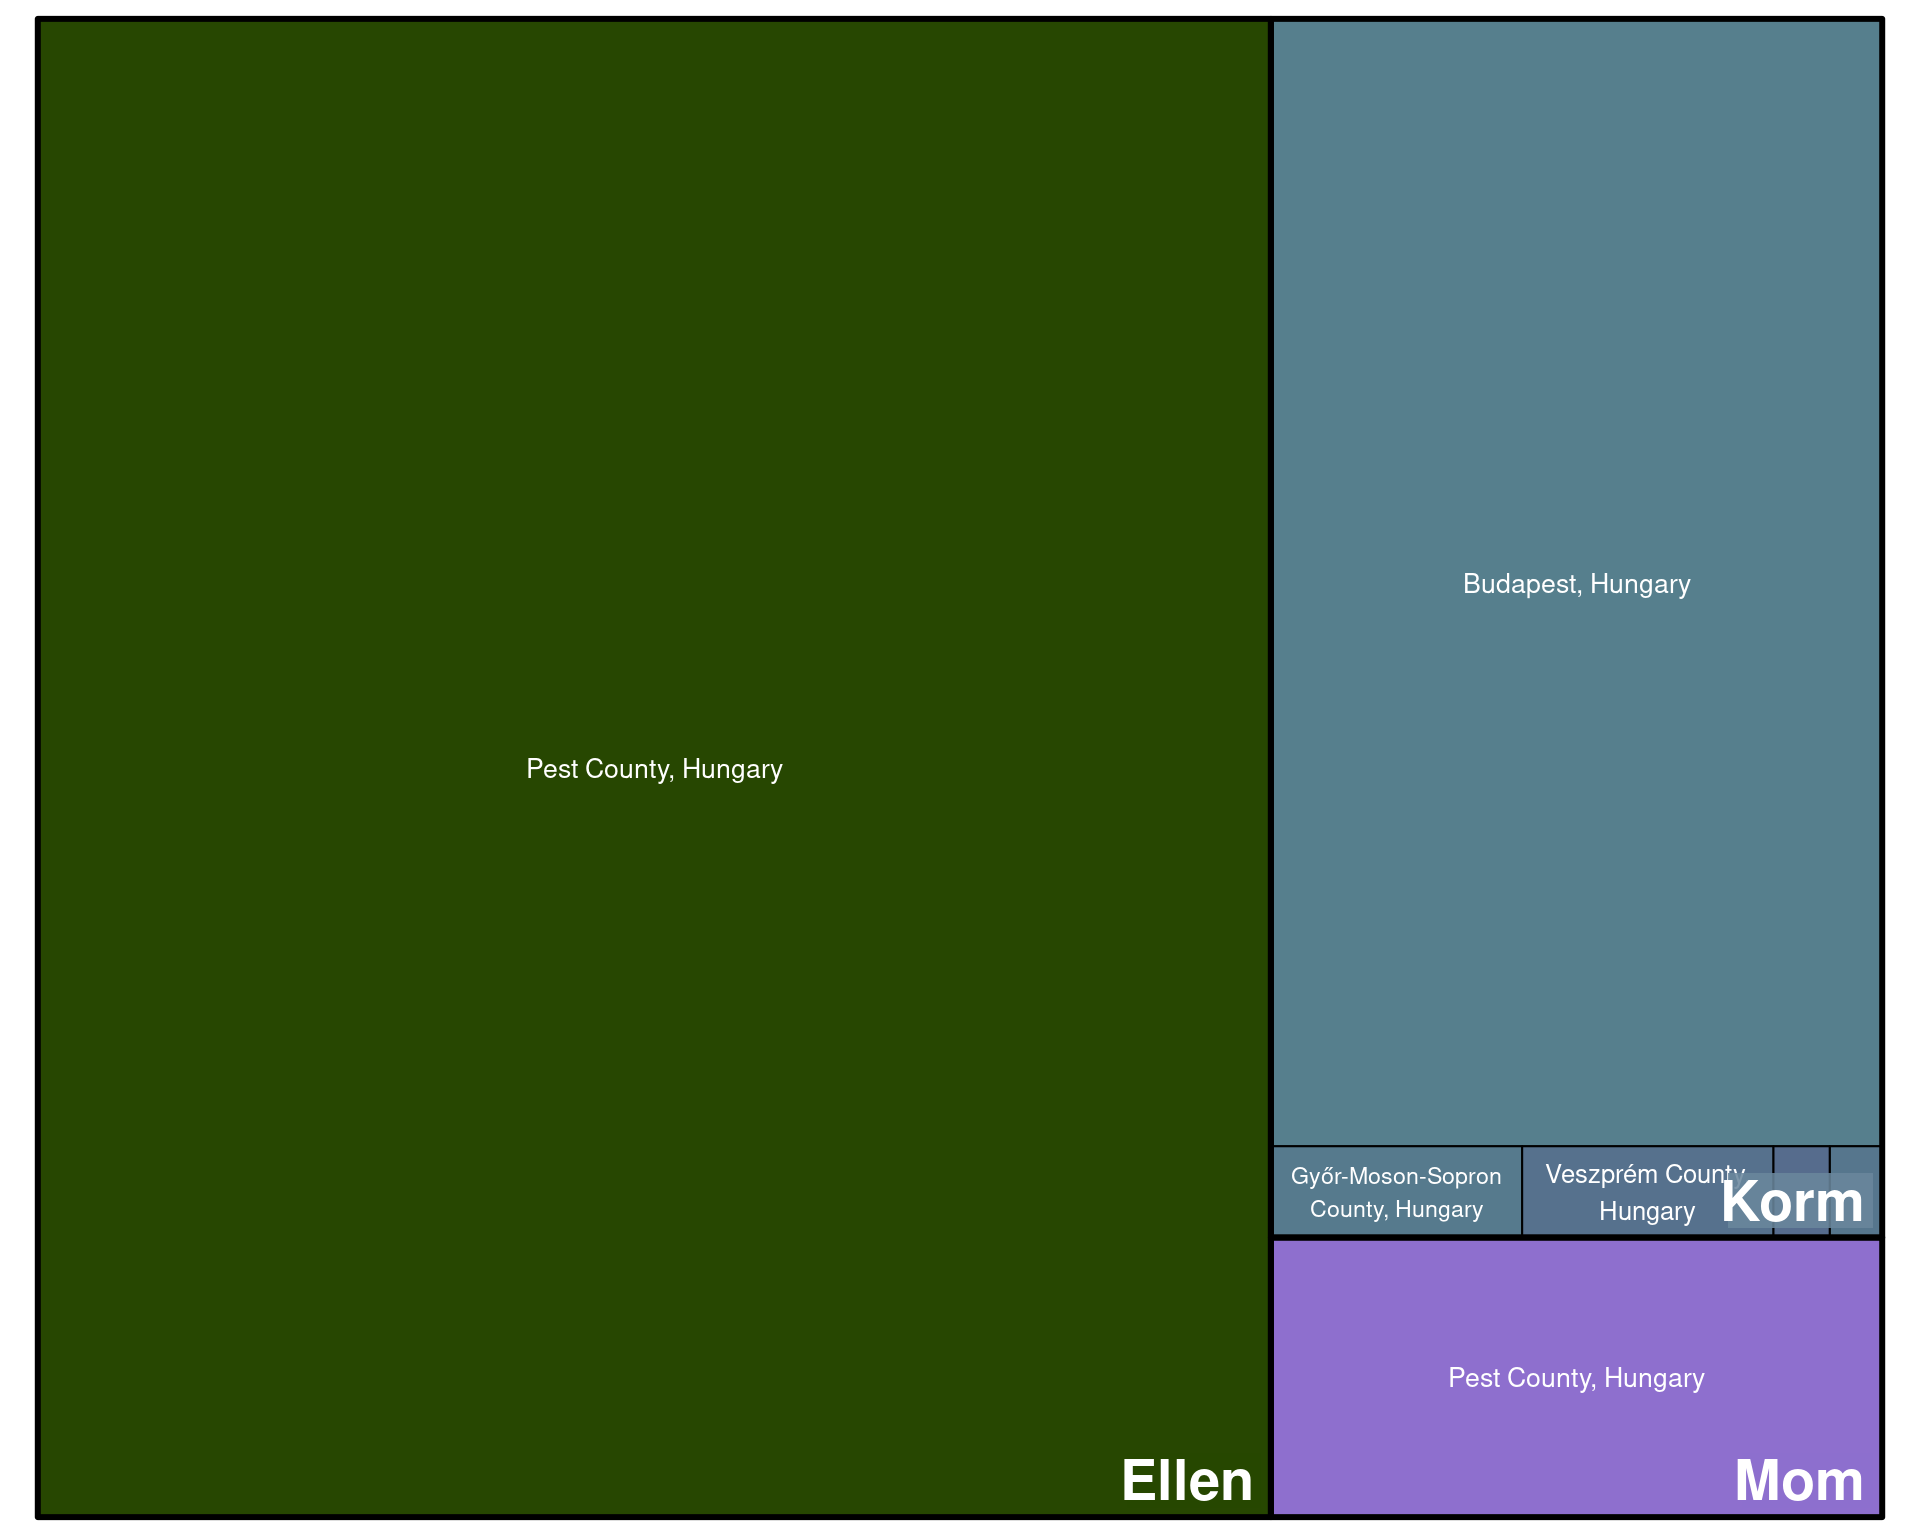 Pest County, Hungary
Ellen
Budapest, Hungary
Győr-Moson-Sopron
County, Hungary
Veszprém County
Hungary
Korm
Pest County, Hungary
Mom